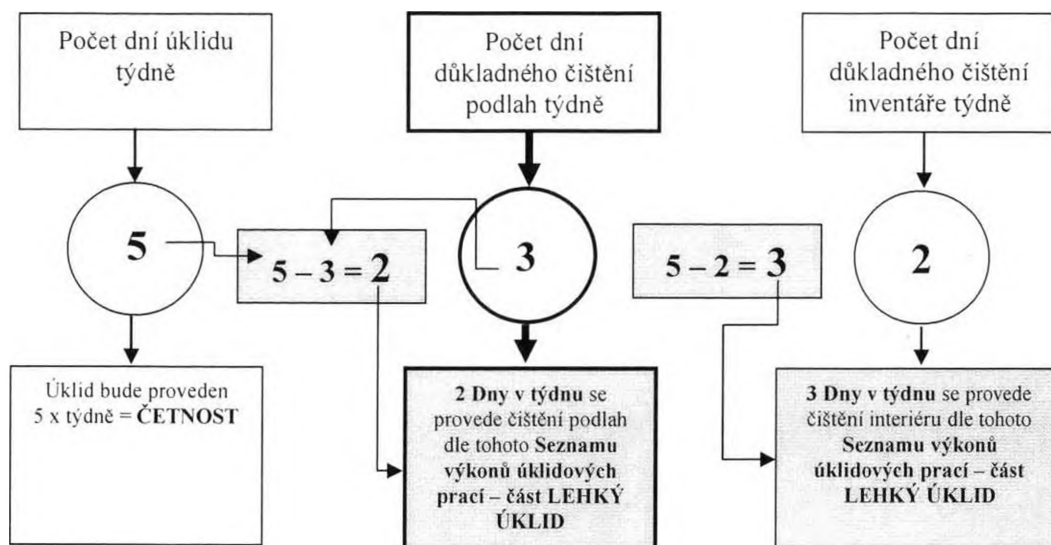 Počet dní úklidu
týdně
Počet dní
důkladného čištění
podlah týdně
Počet dní
důkladného čištění
inventáře týdně
5
5 – 3 = 2
3
5 – 2 = 3
2
Úklid bude proveden
5 x týdně = ČETNOST
2 Dny v týdnu se
provede čištění podlah
dle tohoto Seznamu
výkonů úklidových
prací – část LEHKÝ
ÚKLID
3 Dny v týdnu se provede
čištění interiéru dle tohoto
Seznamu výkonů
úklidových prací – část
LEHKÝ ÚKLID